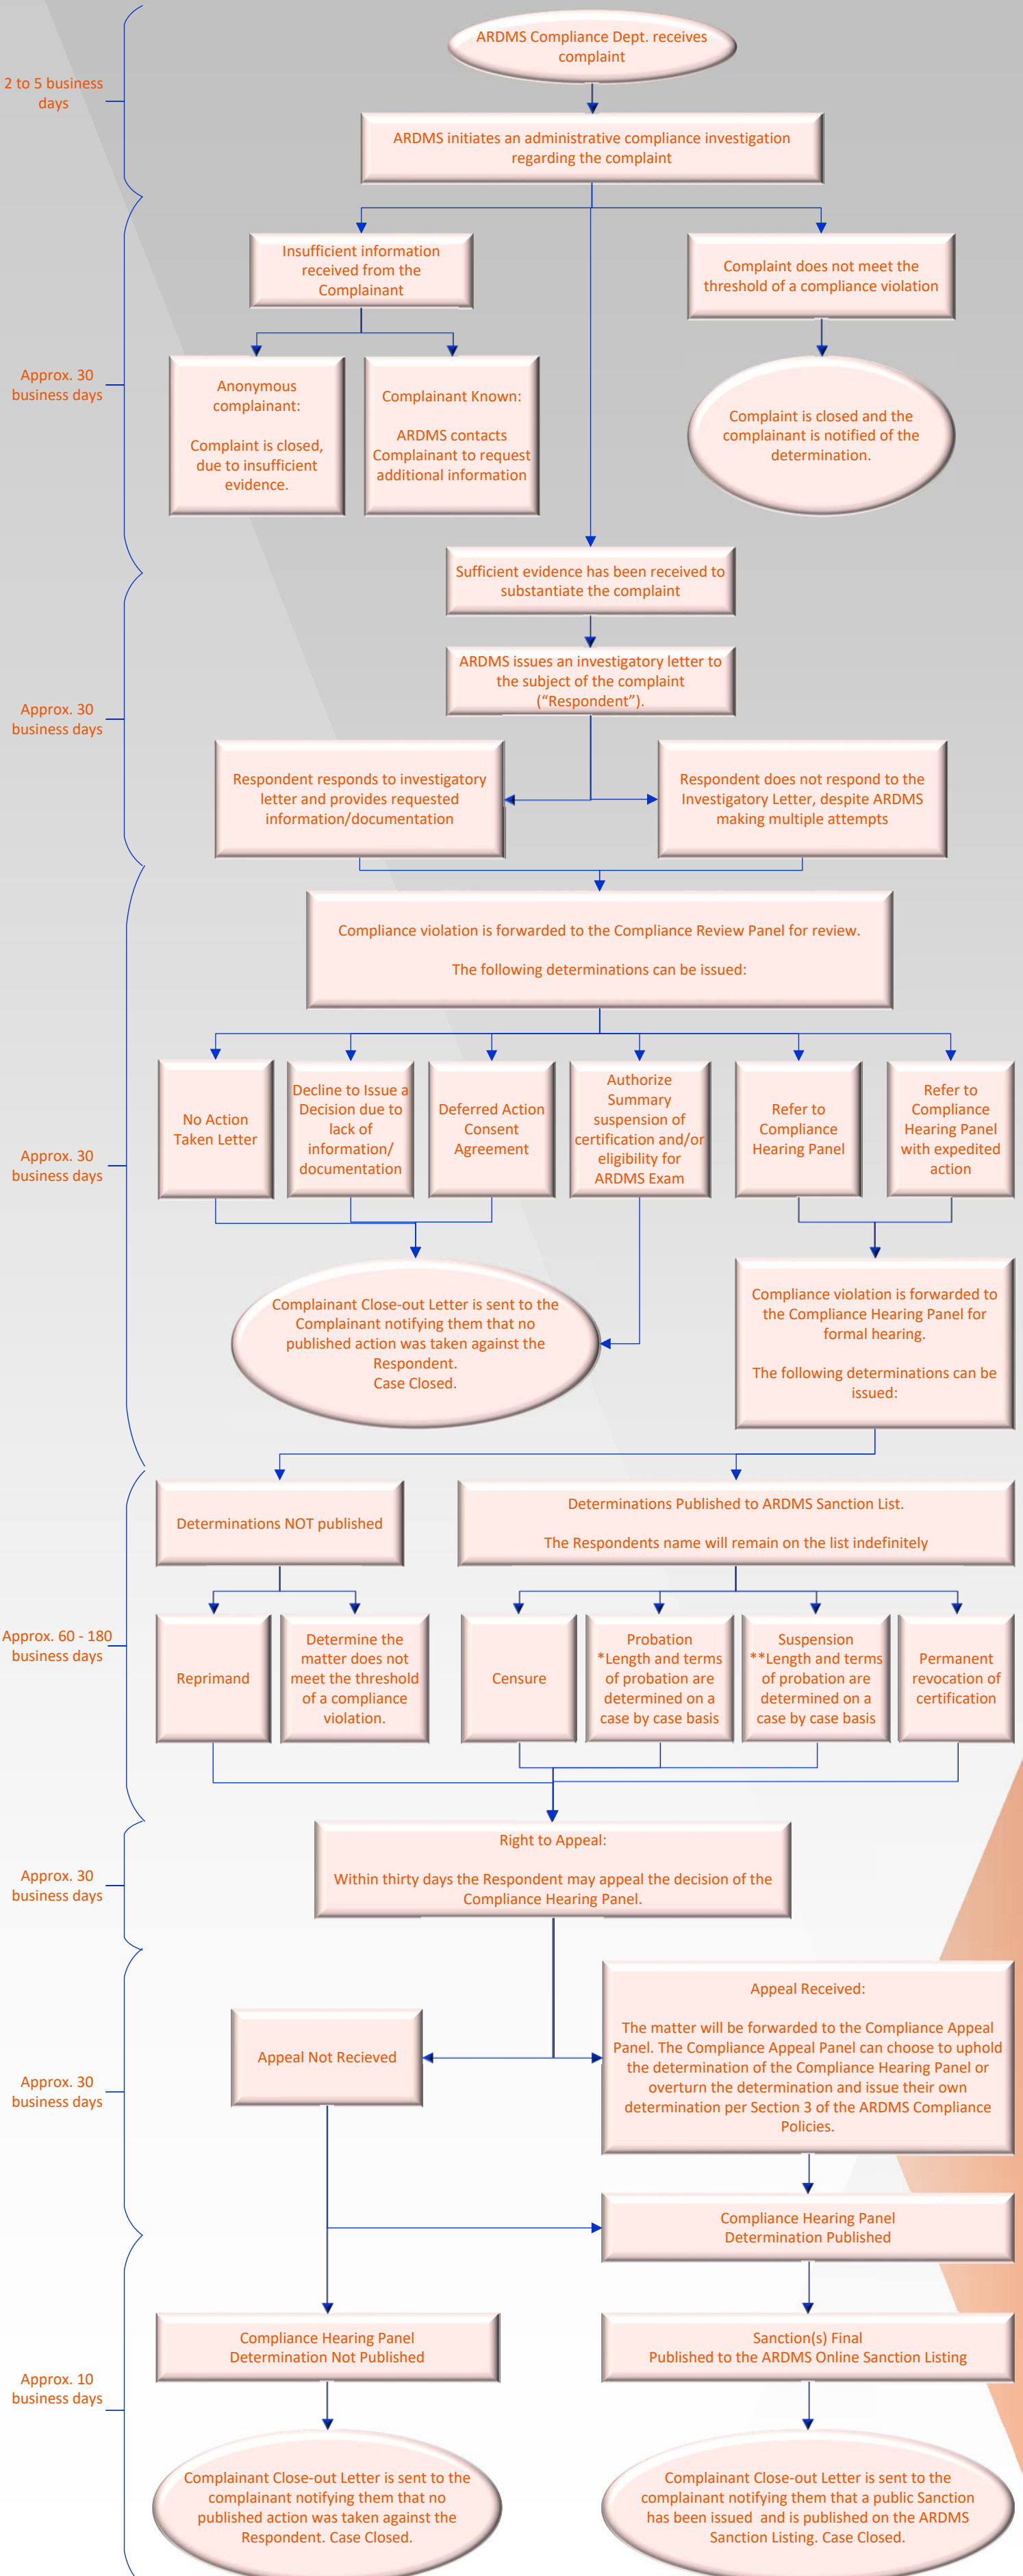 ARDMS Compliance Dept. receives
complaint
2 to 5 business
days
ARDMS initiates an administrative compliance investigation
regarding the complaint
Insufficient information
received from the
Complainant
Complaint does not meet the
threshold of a compliance violation
Approx. 30
business days
Anonymous
complainant:
Complaint is closed,
due to insufficient
evidence.
Complainant Known:
ARDMS contacts
Complainant to request
additional information
Complaint is closed and the
complainant is notified of the
determination.
Sufficient evidence has been received to
substantiate the complaint
ARDMS issues an investigatory letter to
the subject of the complaint
(“Respondent”).
Approx. 30
business days
Respondent responds to investigatory
letter and provides requested
information/documentation
Respondent does not respond to the
Investigatory Letter, despite ARDMS
making multiple attempts
Compliance violation is forwarded to the Compliance Review Panel for review.
The following determinations can be issued:
Approx. 30
business days
No Action
Taken Letter
Decline to Issue a
Decision due to
lack of
information/
documentation
Deferred Action
Consent
Agreement
Authorize
Summary
suspension of
certification and/or
eligibility for
ARDMS Exam
Refer to
Compliance
Hearing Panel
Refer to
Compliance
Hearing Panel
with expedited
action
Complainant Close-out Letter is sent to the
Complainant notifying them that no
published action was taken against the
Respondent.
Case Closed.
Compliance violation is forwarded to
the Compliance Hearing Panel for
formal hearing.
The following determinations can be
issued:
Determinations NOT published
Determinations Published to ARDMS Sanction List.
The Respondents name will remain on the list indefinitely
Approx. 60 - 180
business days
Reprimand
Determine the
matter does not
meet the threshold
of a compliance
violation.
Censure
Probation
*Length and terms
of probation are
determined on a
case by case basis
Suspension
**Length and terms
of probation are
determined on a
case by case basis
Permanent
revocation of
certification
Right to Appeal:
Within thirty days the Respondent may appeal the decision of the
Compliance Hearing Panel.
Approx. 30
business days
Appeal Not Recieved
Appeal Received:
The matter will be forwarded to the Compliance Appeal
Panel. The Compliance Appeal Panel can choose to uphold
the determination of the Compliance Hearing Panel or
overturn the determination and issue their own
determination per Section 3 of the ARDMS Compliance
Policies.
Approx. 30
business days
Compliance Hearing Panel
Determination Published
Compliance Hearing Panel
Determination Not Published
Sanction(s) Final
Published to the ARDMS Online Sanction Listing
Approx. 10
business days
Complainant Close-out Letter is sent to the
complainant notifying them that no
published action was taken against the
Respondent. Case Closed.
Complainant Close-out Letter is sent to the
complainant notifying them that a public Sanction
has been issued and is published on the ARDMS
Sanction Listing. Case Closed.